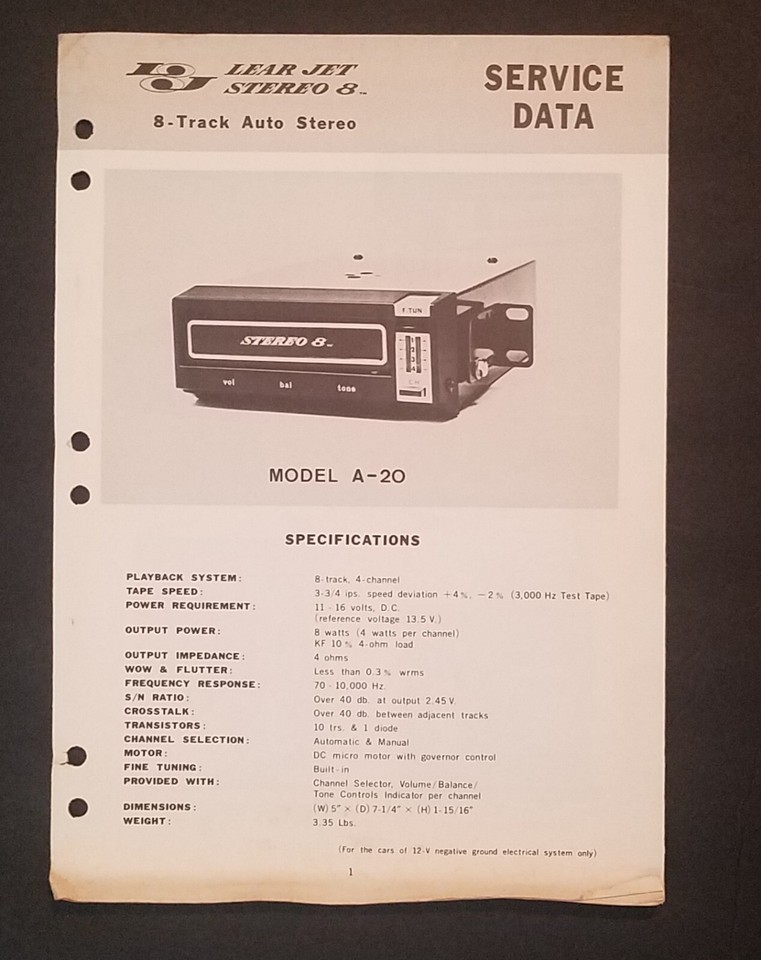 LEAR JET
STEREO 8
8-Track Auto Stereo
SERVICE
DATA
F.TUN
STEREO 8
2
3
4
CH
1
vol bal tone
MODEL A-20
SPECIFICATIONS
PLAYBACK SYSTEM: 8-track, 4-channel
TAPE SPEED: 3-3/4 ips. speed deviation +4%, -2% (3,000 Hz Test Tape)
POWER REQUIREMENT: 11 - 16 volts, D.C.
(reference voltage 13.5 V.)
OUTPUT POWER: 8 watts (4 watts per channel)
KF 10% 4-ohm load
OUTPUT IMPEDANCE: 4 ohms
WOW & FLUTTER: Less than 0.3% wrms
FREQUENCY RESPONSE: 70 - 10,000 Hz.
S/N RATIO: Over 40 db. at output 2.45 V.
CROSSTALK: Over 40 db. between adjacent tracks
TRANSISTORS: 10 trs. & 1 diode
CHANNEL SELECTION: Automatic & Manual
MOTOR: DC micro motor with governor control
FINE TUNING: Built-in
PROVIDED WITH: Channel Selector, Volume/Balance/
Tone Controls Indicator per channel
DIMENSIONS: (W) 5" × (D) 7-1/4" × (H) 1-15/16"
WEIGHT: 3.35 Lbs.
(For the cars of 12-V negative ground electrical system only)
1